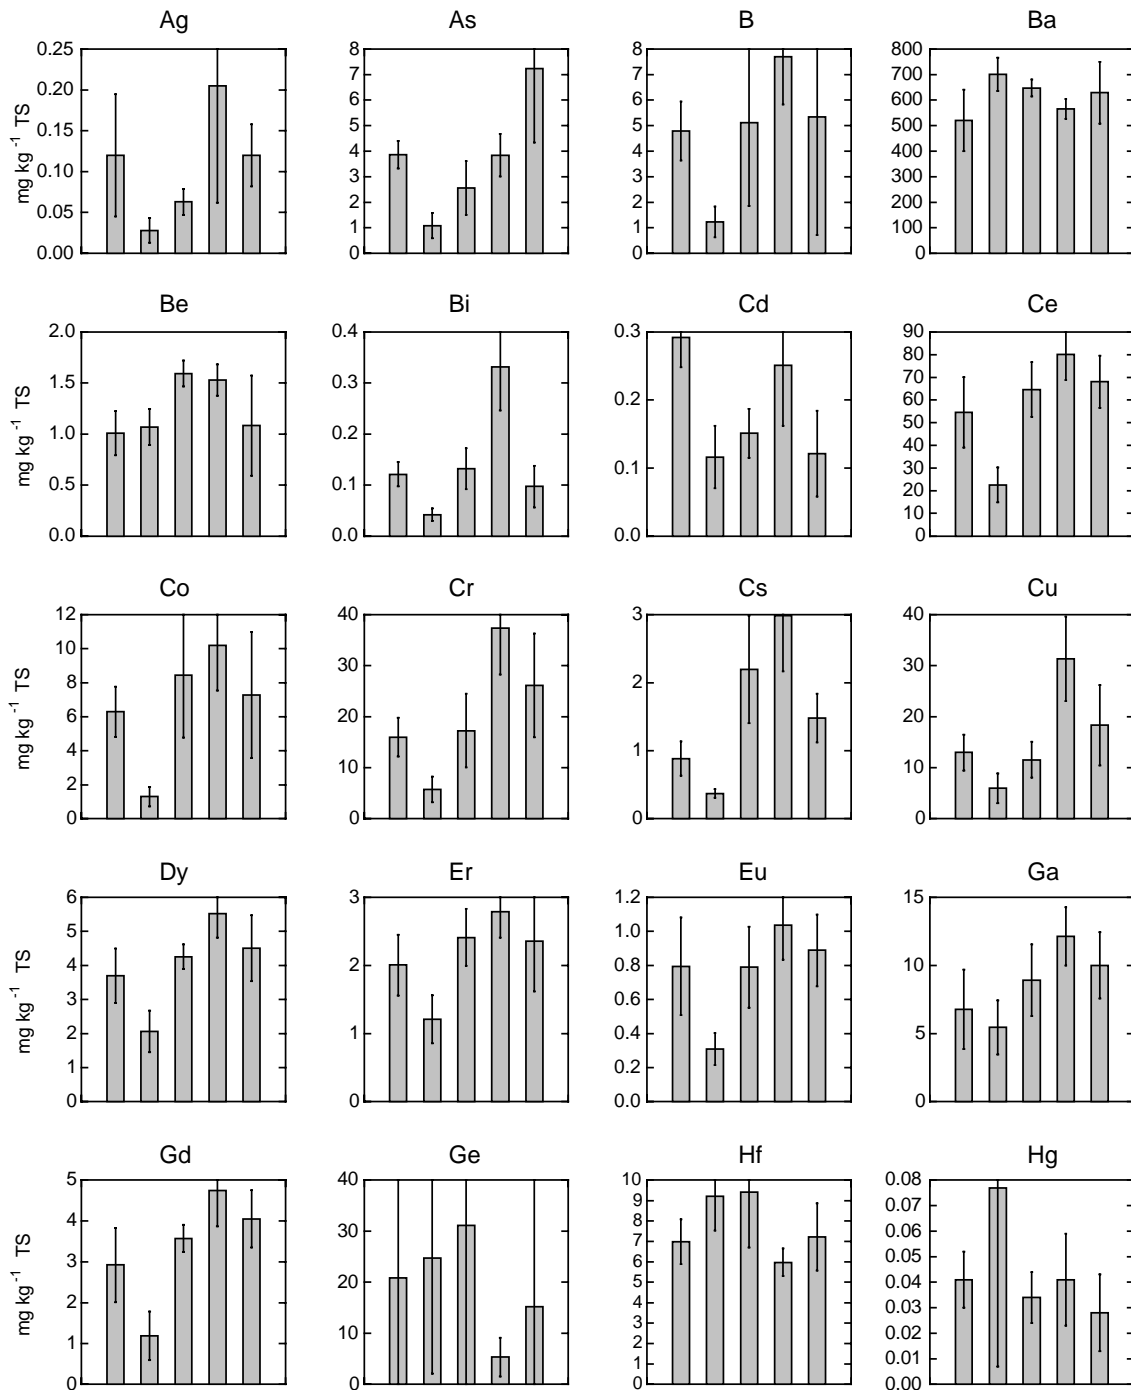 Ag As B Ba
0.25 8 8 800
7 7 700
0.20 6 6 600
0.15 5 5 500
4 4 400
0.10 3 3 300
0.05 2 2 200
1 1 100
0.00 0 0 0
mg kg-1 TS
Be Bi Cd Ce
2.0 0.4 0.3 90
80
1.5 0.3 70
0.2 60
1.0 0.2 50
40
0.5 0.1 0.1 30
20
10
0.0 0.0 0.0 0
mg kg-1 TS
Co Cr Cs Cu
12 40 3 40
10
8 30 2 30
6 20 20
4 10 1 10
2
0 0 0 0
mg kg-1 TS
Dy Er Eu Ga
6 3 1.2 15
5 1.0
4 2 0.8 10
3 0.6
2 1 0.4 5
1 0.2
0 0 0.0 0
mg kg-1 TS
Gd Ge Hf Hg
5 40 10 0.08
9 0.07
4 30 8 0.06
7
3 6 0.05
20 5 0.04
2 4 0.03
10 3 0.02
1 2
1 0.01
0 0 0 0.00
mg kg-1 TS